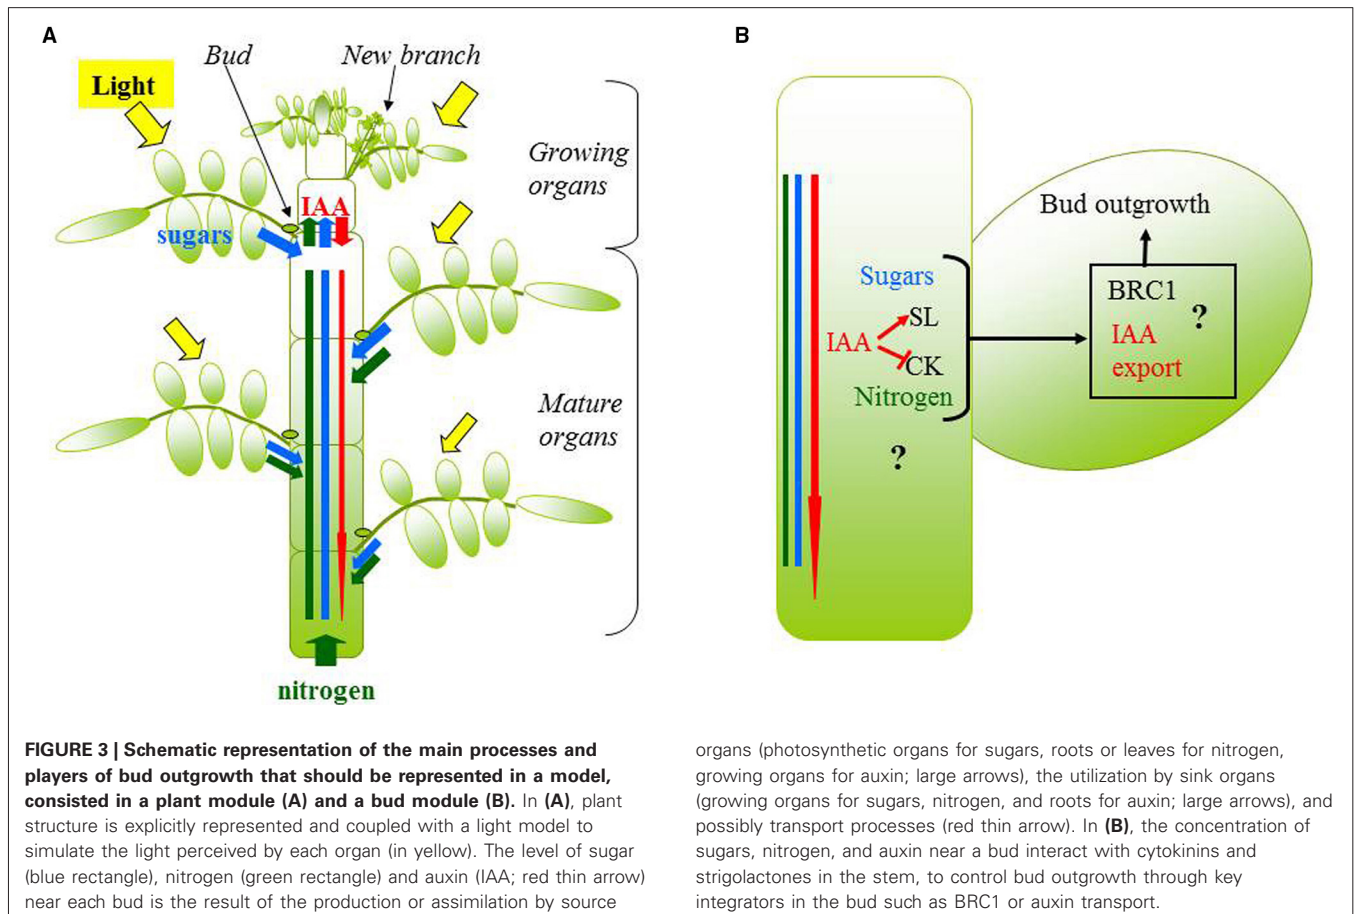 A
Bud
New branch
Light
Growing
organs
IAA
sugars
Mature
organs
nitrogen
B
Bud outgrowth
Sugars
BRC1
?
SL
IAA
IAA
export
CK
Nitrogen
?
FIGURE 3 | Schematic representation of the main processes and
players of bud outgrowth that should be represented in a model,
consisted in a plant module (A) and a bud module (B). In (A), plant
structure is explicitly represented and coupled with a light model to
simulate the light perceived by each organ (in yellow). The level of sugar
(blue rectangle), nitrogen (green rectangle) and auxin (IAA; red thin arrow)
near each bud is the result of the production or assimilation by source
organs (photosynthetic organs for sugars, roots or leaves for nitrogen,
growing organs for auxin; large arrows), the utilization by sink organs
(growing organs for sugars, nitrogen, and roots for auxin; large arrows), and
possibly transport processes (red thin arrow). In (B), the concentration of
sugars, nitrogen, and auxin near a bud interact with cytokinins and
strigolactones in the stem, to control bud outgrowth through key
integrators in the bud such as BRC1 or auxin transport.